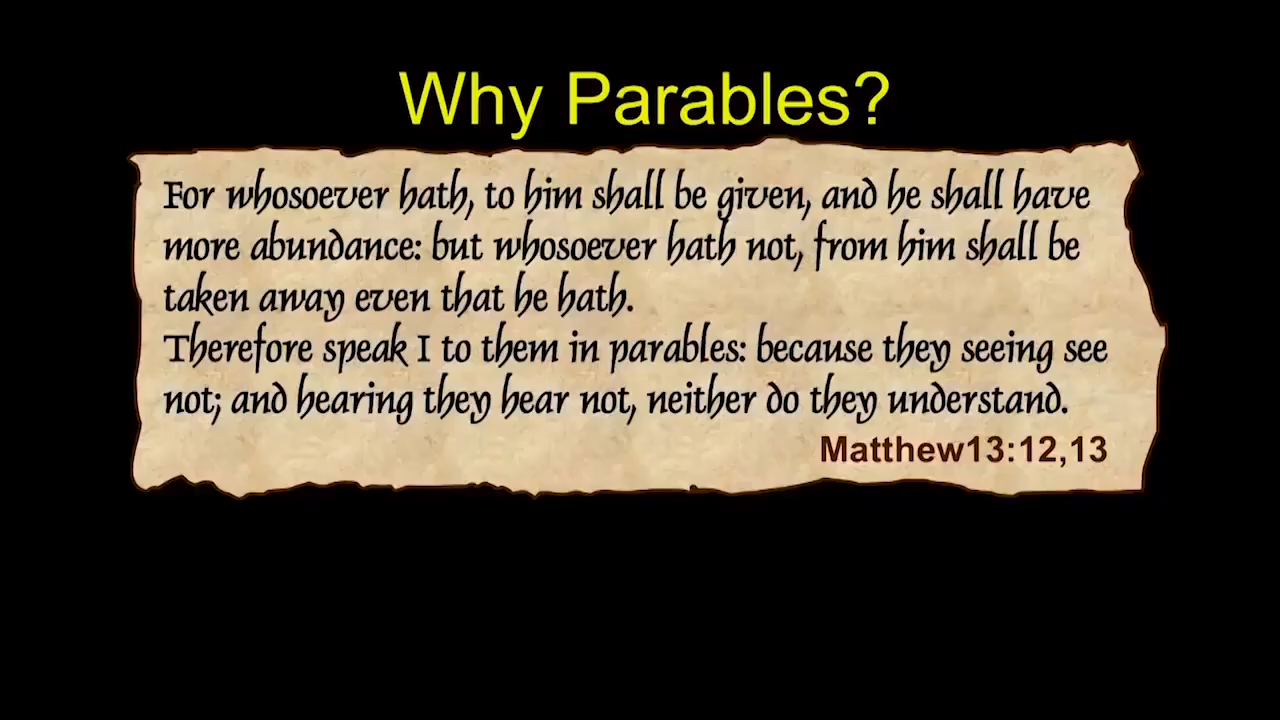 Why Parables?
For whosoever hath, to him shall be given, and he shall have
more abundance: but whosoever hath not, from him shall be
taken away even that he hath.
Therefore speak I to them in parables: because they seeing see
not; and hearing they hear not, neither do they understand.
Matthew13:12,13